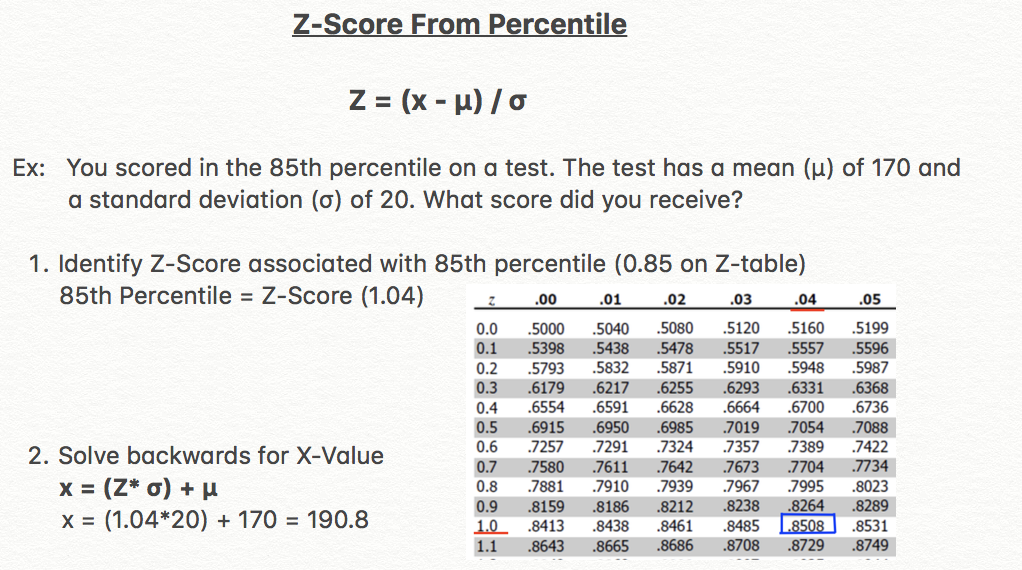 Z-Score From Percentile
Z = (x - μ) / σ
Ex: You scored in the 85th percentile on a test. The test has a mean (μ) of 170 and
a standard deviation (σ) of 20. What score did you receive?
1. Identify Z-Score associated with 85th percentile (0.85 on Z-table)
85th Percentile = Z-Score (1.04)
z .00 .01 .02 .03 .04 .05
0.0 .5000 .5040 .5080 .5120 .5160 .5199
0.1 .5398 .5438 .5478 .5517 .5557 .5596
0.2 .5793 .5832 .5871 .5910 .5948 .5987
0.3 .6179 .6217 .6255 .6293 .6331 .6368
0.4 .6554 .6591 .6628 .6664 .6700 .6736
0.5 .6915 .6950 .6985 .7019 .7054 .7088
0.6 .7257 .7291 .7324 .7357 .7389 .7422
0.7 .7580 .7611 .7642 .7673 .7704 .7734
0.8 .7881 .7910 .7939 .7967 .7995 .8023
0.9 .8159 .8186 .8212 .8238 .8264 .8289
1.0 .8413 .8438 .8461 .8485 .8508 .8531
1.1 .8643 .8665 .8686 .8708 .8729 .8749
2. Solve backwards for X-Value
x = (Z* σ) + μ
x = (1.04*20) + 170 = 190.8